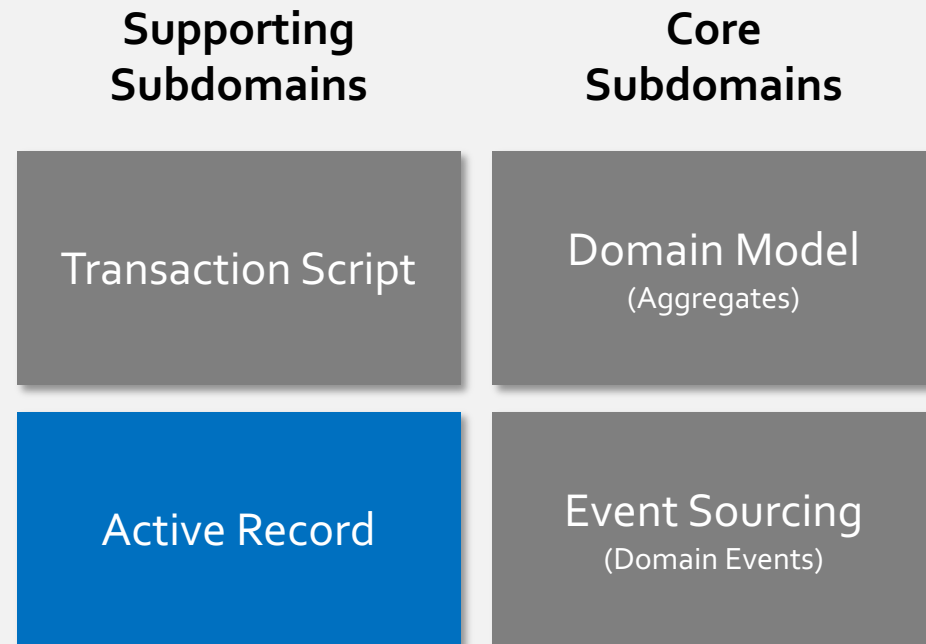 Supporting
Subdomains
Core
Subdomains
Transaction Script
Domain Model
(Aggregates)
Active Record
Event Sourcing
(Domain Events)